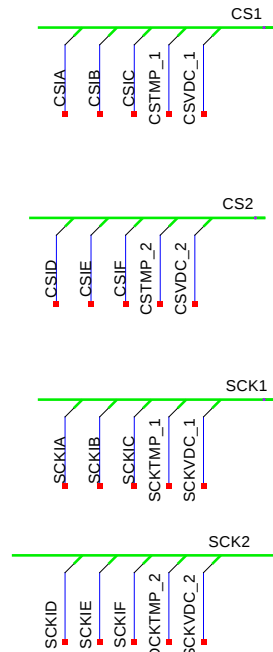 CS1
CSIA
CSIB
CSIC
CSTMP_1
CSVDC_1
CS2
CSID
CSIE
CSIF
CSTMP_2
CSVDC_2
SCK1
SCKIA
SCKIB
SCKIC
SCKTMP_1
SCKVDC_1
SCK2
SCKID
SCKIE
SCKIF
SCKTMP_2
SCKVDC_2